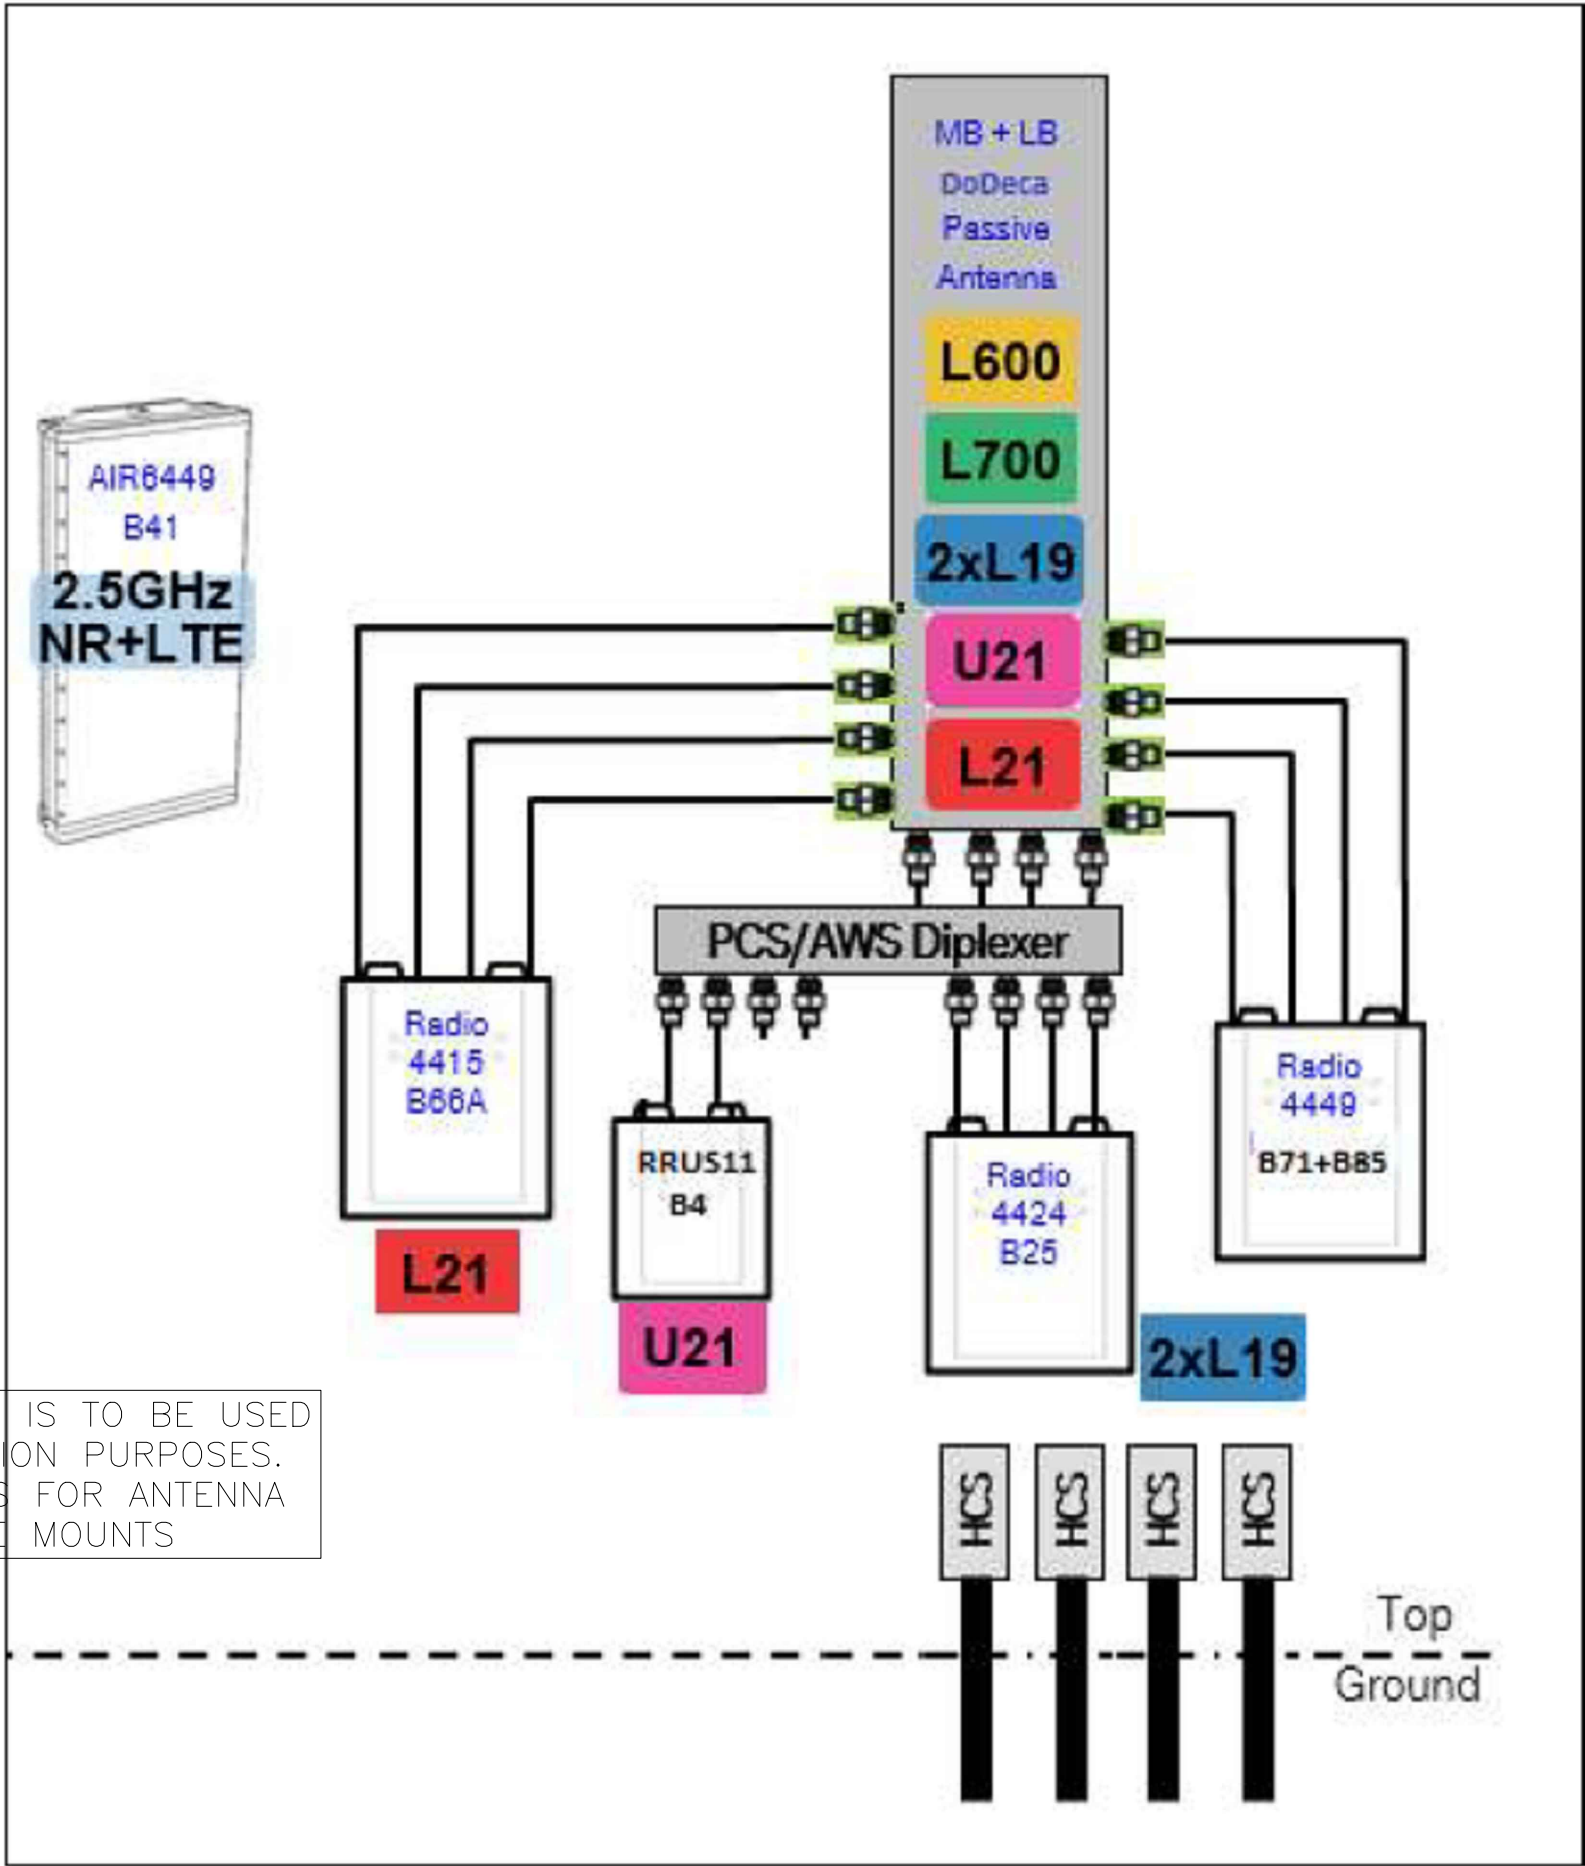 MB + LB
DoDeca
Passive
Antenna
L600
L700
2xL19
U21
L21
AIR6449
B41
2.5GHz
NR+LTE
PCS/AWS Diplexer
Radio
4415
B66A
L21
RRUS11
B4
U21
Radio
4424
B25
2xL19
Radio
4449
B71+B85
IS TO BE USED
ION PURPOSES.
S FOR ANTENNA
E MOUNTS
HCS
HCS
HCS
HCS
Top
Ground